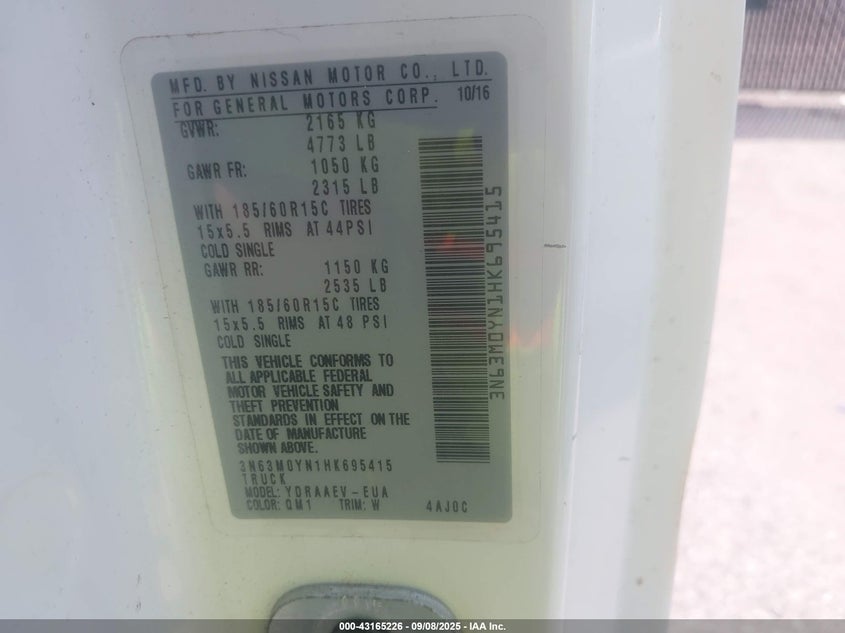 MFD. BY NISSAN MOTOR CO., LTD.
FOR GENERAL MOTORS CORP. 10/16
GVWR: 2165 KG
4773 LB
GAWR FR: 1050 KG
2315 LB
WITH 185/60R15C TIRES
15x5.5 RIMS AT 44PSI
COLD SINGLE
GAWR RR: 1150 KG
2535 LB
WITH 185/60R15C TIRES
15x5.5 RIMS AT 48 PSI
COLD SINGLE
THIS VEHICLE CONFORMS TO
ALL APPLICABLE FEDERAL
MOTOR VEHICLE SAFETY AND
THEFT PREVENTION
STANDARDS IN EFFECT ON THE
DATE OF MANUFACTURE
SHOWN ABOVE.
3N63M0YN1HK695415
TRUCK
MODEL: YDRAAEV-EUA
COLOR: QM1 TRIM: W 4AJ0C
3N63M0YN1HK695415
000-43165226 - 09/08/2025 - IAA Inc.